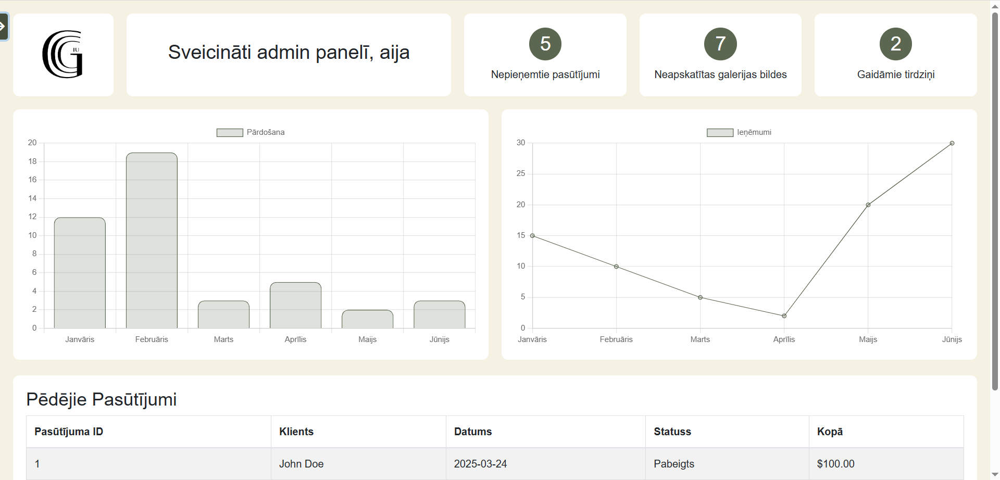 IU
G
Sveicināti admin panelī, aija
5
Nepieņemtie pasūtījumi
7
Neapskatītas galerijas bildes
2
Gaidāmie tirdziņi
Pārdošana
20
18
16
14
12
10
8
6
4
2
0
Janvāris Februāris Marts Aprīlis Maijs Jūnijs
Ieņēmumi
30
25
20
15
10
5
0
Janvāris Februāris Marts Aprīlis Maijs Jūnijs
Pēdējie Pasūtījumi
Pasūtījuma ID Klients Datums Statuss Kopā
1 John Doe 2025-03-24 Pabeigts $100.00